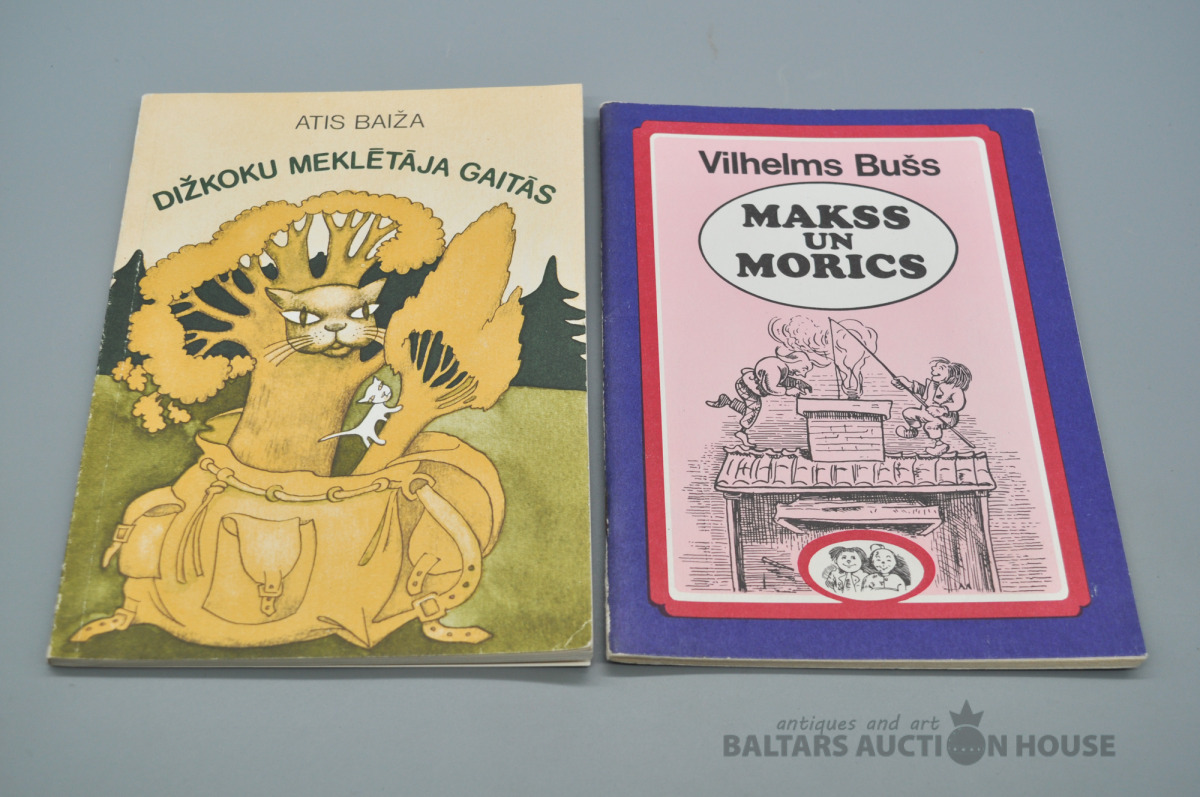 ATIS BAIŽA
DIŽKOKU MEKLĒTĀJA GAITĀS
Vilhelms Bušs
MAKSS
UN
MORICS
antiques and art
BALTARS AUCTION HOUSE